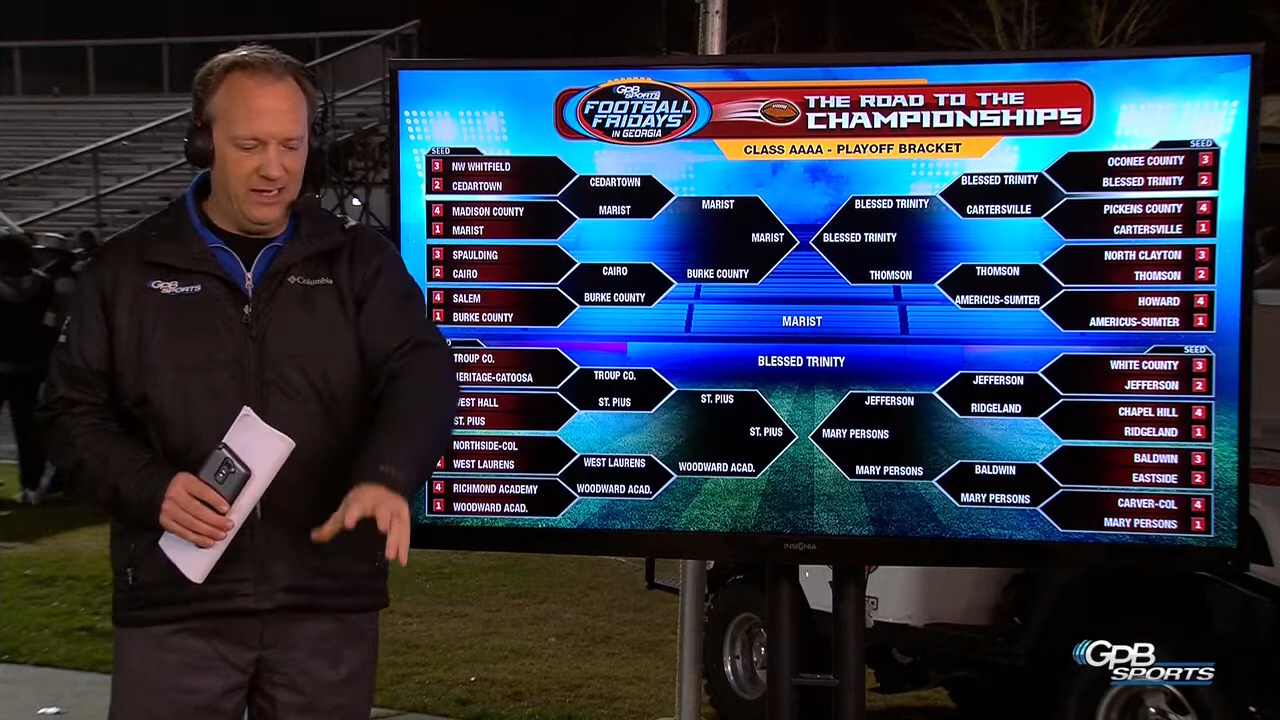 GPB
SPORTS
FOOTBALL
FRIDAYS
IN GEORGIA
THE ROAD TO THE
CHAMPIONSHIPS
CLASS AAAA - PLAYOFF BRACKET
SEED
3 NW WHITFIELD
2 CEDARTOWN
4 MADISON COUNTY
1 MARIST
3 SPAULDING
2 CAIRO
4 SALEM
1 BURKE COUNTY
CEDARTOWN
MARIST
CAIRO
BURKE COUNTY
MARIST
BURKE COUNTY
MARIST
MARIST
BLESSED TRINITY
BLESSED TRINITY
BLESSED TRINITY
THOMSON
BLESSED TRINITY
CARTERSVILLE
THOMSON
AMERICUS-SUMTER
SEED
OCONEE COUNTY 3
BLESSED TRINITY 2
PICKENS COUNTY 4
CARTERSVILLE 1
NORTH CLAYTON 3
THOMSON 2
HOWARD 4
AMERICUS-SUMTER 1
TROUP CO.
HERITAGE-CATOOSA
WEST HALL
ST. PIUS
NORTHSIDE-COL
WEST LAURENS
4 RICHMOND ACADEMY
1 WOODWARD ACAD.
TROUP CO.
ST. PIUS
WEST LAURENS
WOODWARD ACAD.
ST. PIUS
WOODWARD ACAD.
ST. PIUS
MARY PERSONS
JEFFERSON
MARY PERSONS
JEFFERSON
RIDGELAND
BALDWIN
MARY PERSONS
SEED
WHITE COUNTY 3
JEFFERSON 2
CHAPEL HILL 4
RIDGELAND 1
BALDWIN 3
EASTSIDE 2
CARVER-COL 4
MARY PERSONS 1
INSIGNIA
GPB
SPORTS
Columbia
GPB
SPORTS